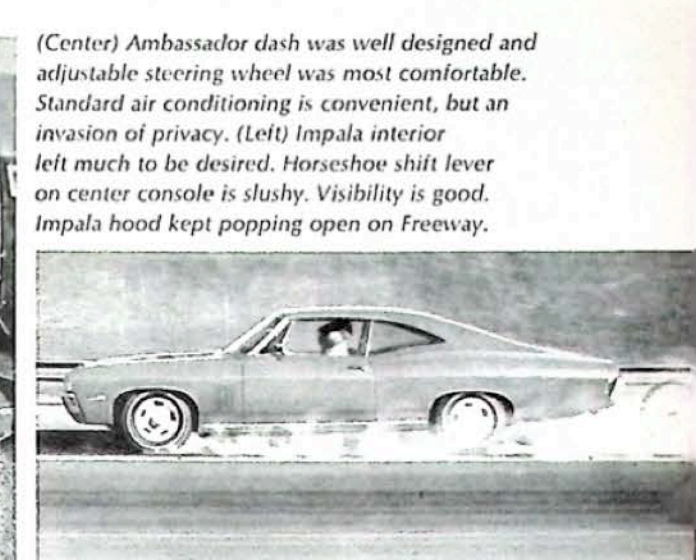 (Center) Ambassador dash was well designed and
adjustable steering wheel was most comfortable.
Standard air conditioning is convenient, but an
invasion of privacy. (Left) Impala interior
left much to be desired. Horseshoe shift lever
on center console is slushy. Visibility is good.
Impala hood kept popping open on Freeway.